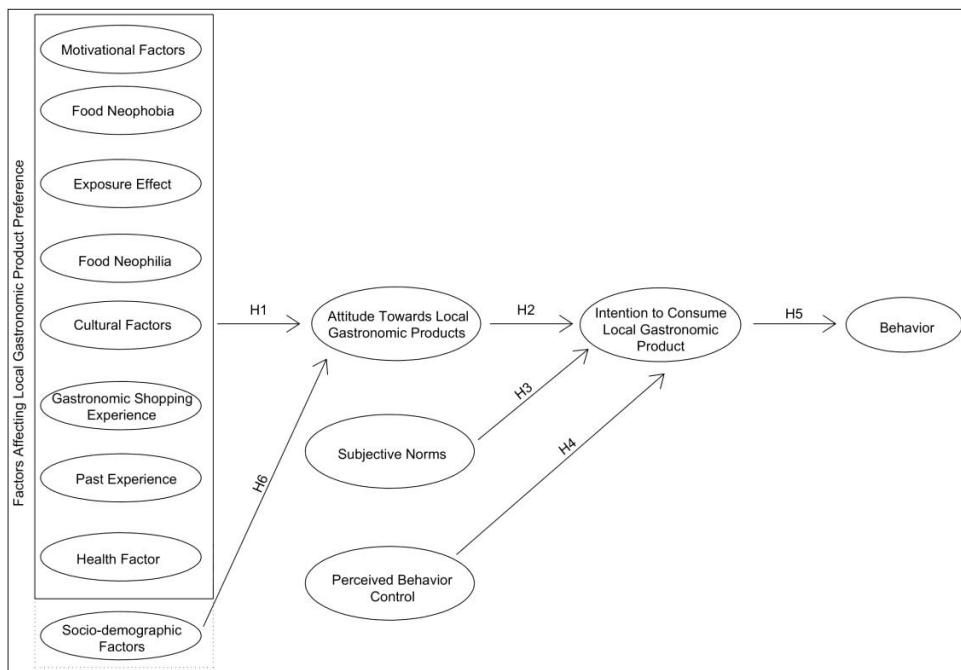 Factors Affecting Local Gastronomic Product Preference
Motivational Factors
Food Neophobia
Exposure Effect
Food Neophilia
Cultural Factors
Gastronomic Shopping
Experience
Past Experience
Health Factor
Socio-demographic
Factors
H1
H6
Attitude Towards Local
Gastronomic Products
Subjective Norms
Perceived Behavior
Control
H2
H3
H4
Intention to Consume
Local Gastronomic
Product
H5
Behavior